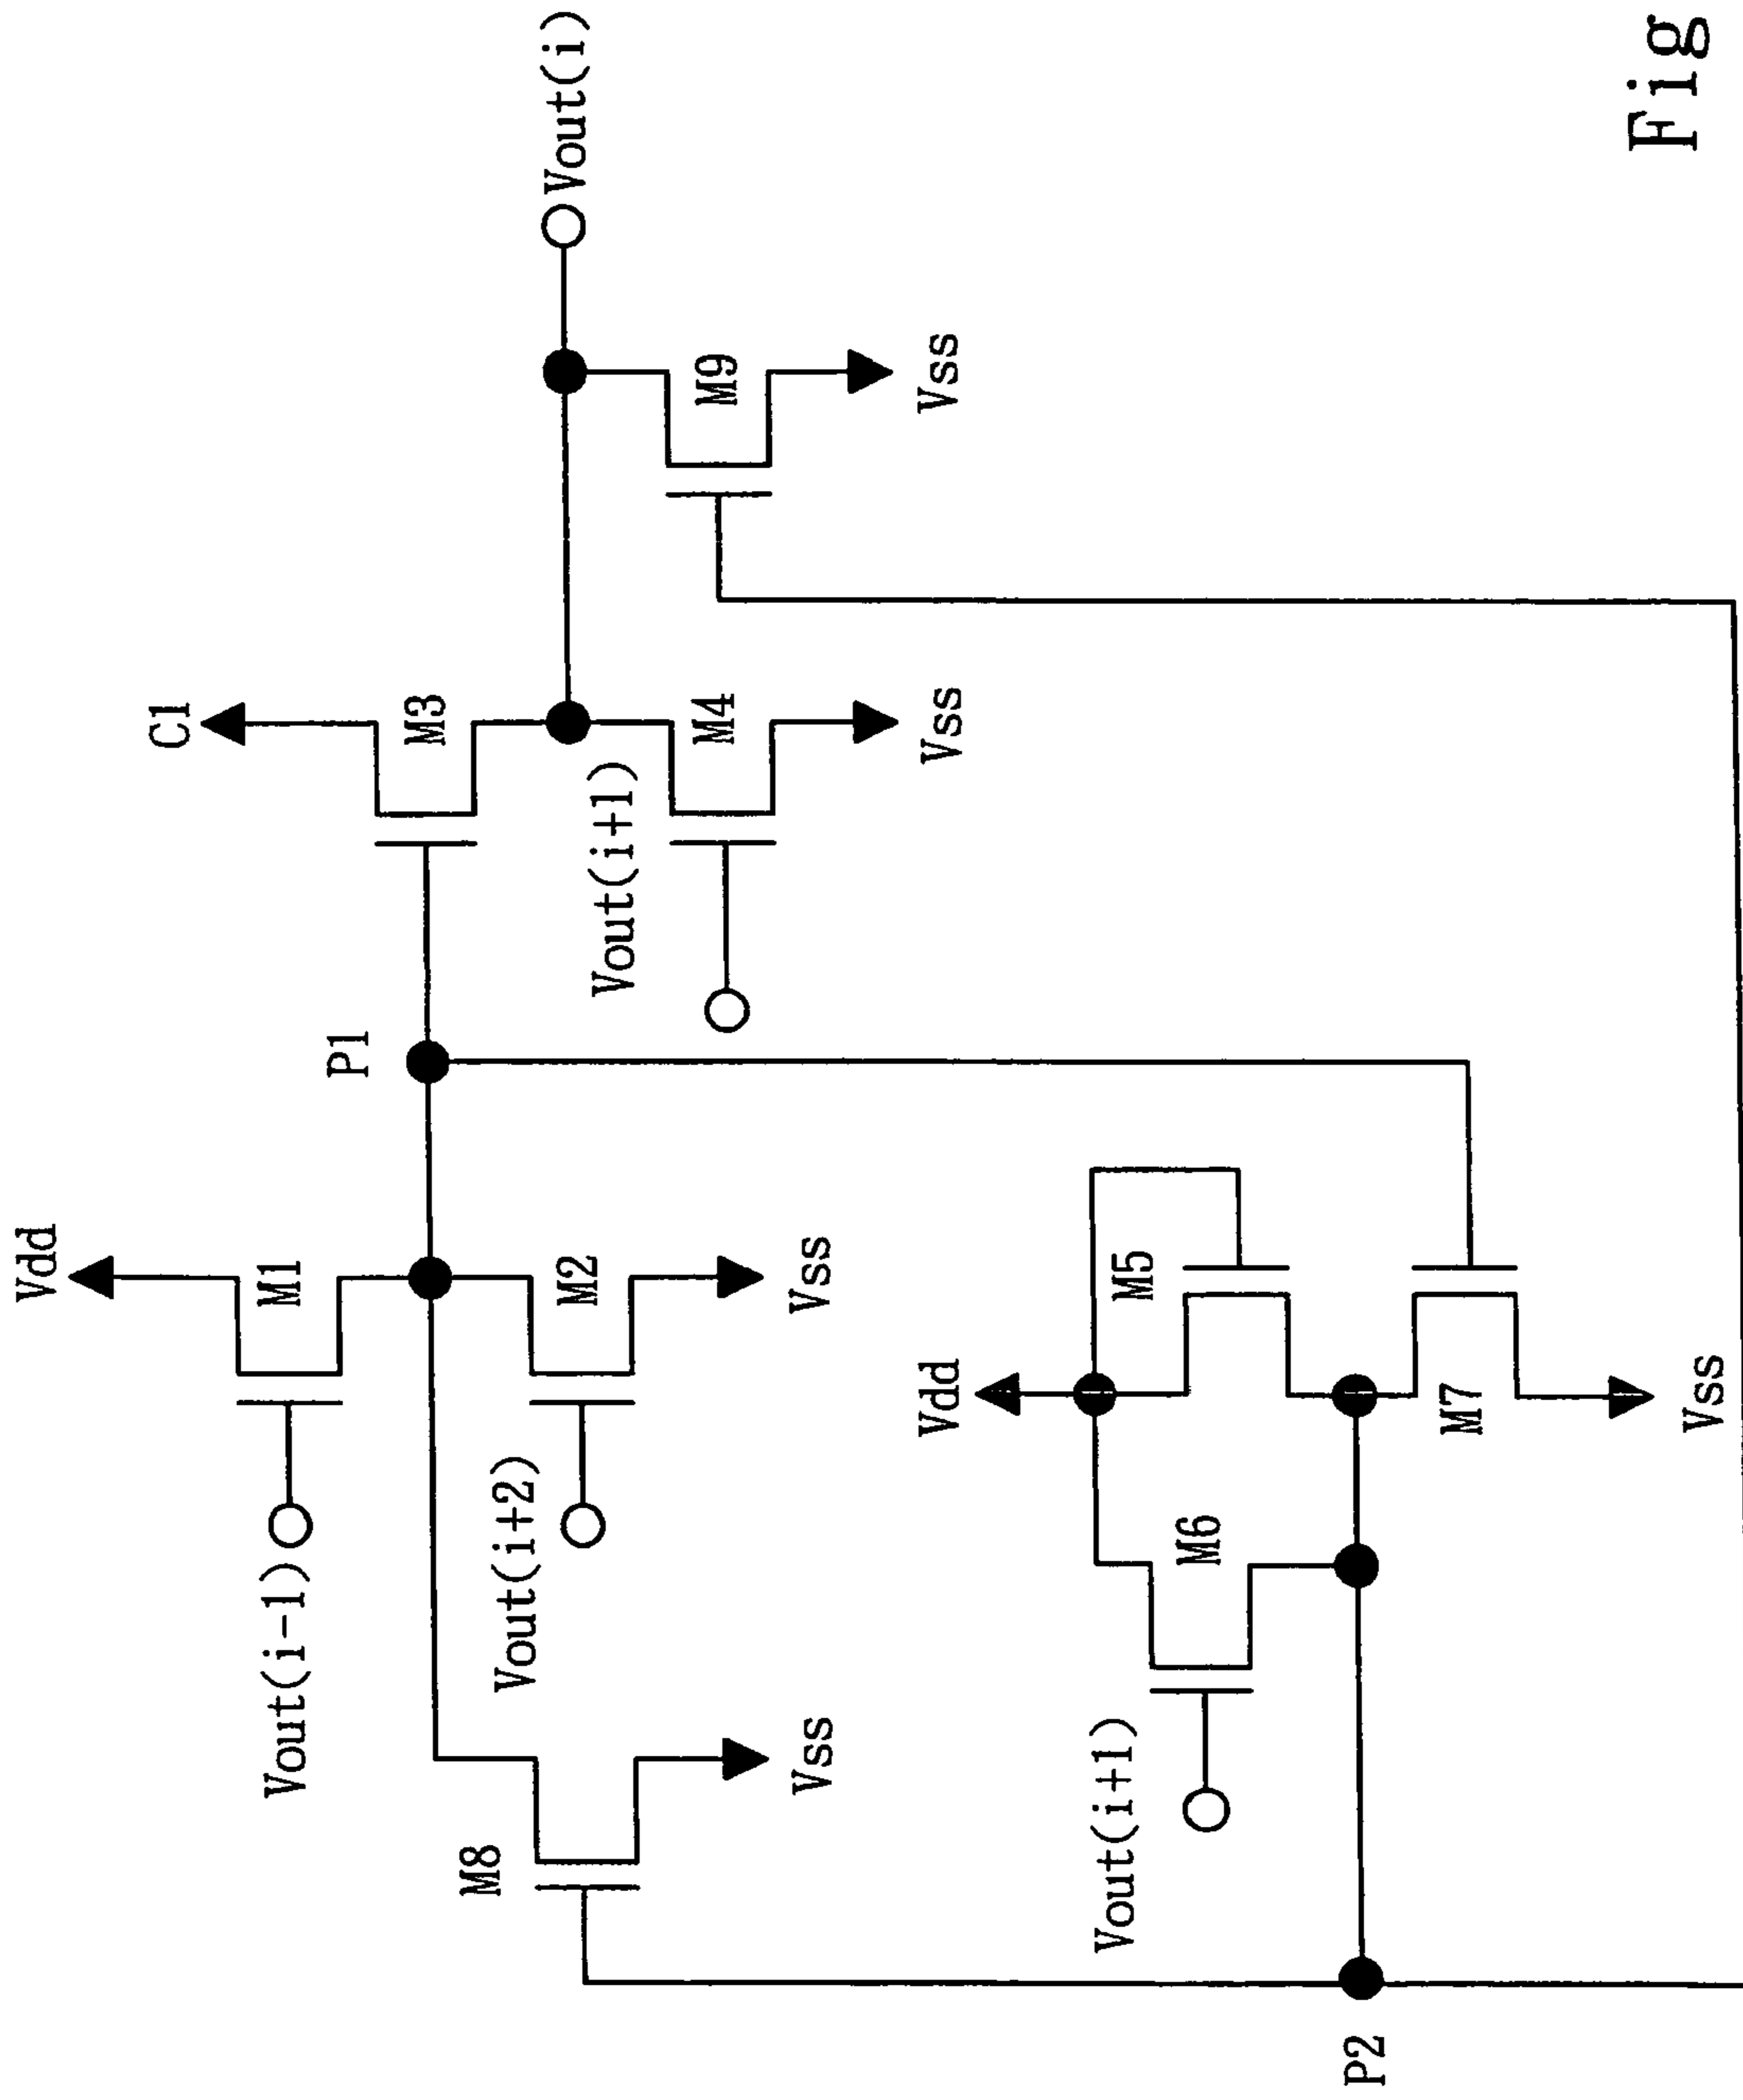 Vdd
M1
Vout(i-1)
M2
Vout(i+2)
Vss
M8
Vss
P1
C1
M3
Vout(i+1)
M4
Vss
Vout(i)
M9
Vss
Vdd
M5
M6
Vout(i+1)
M7
Vss
P2
Fig